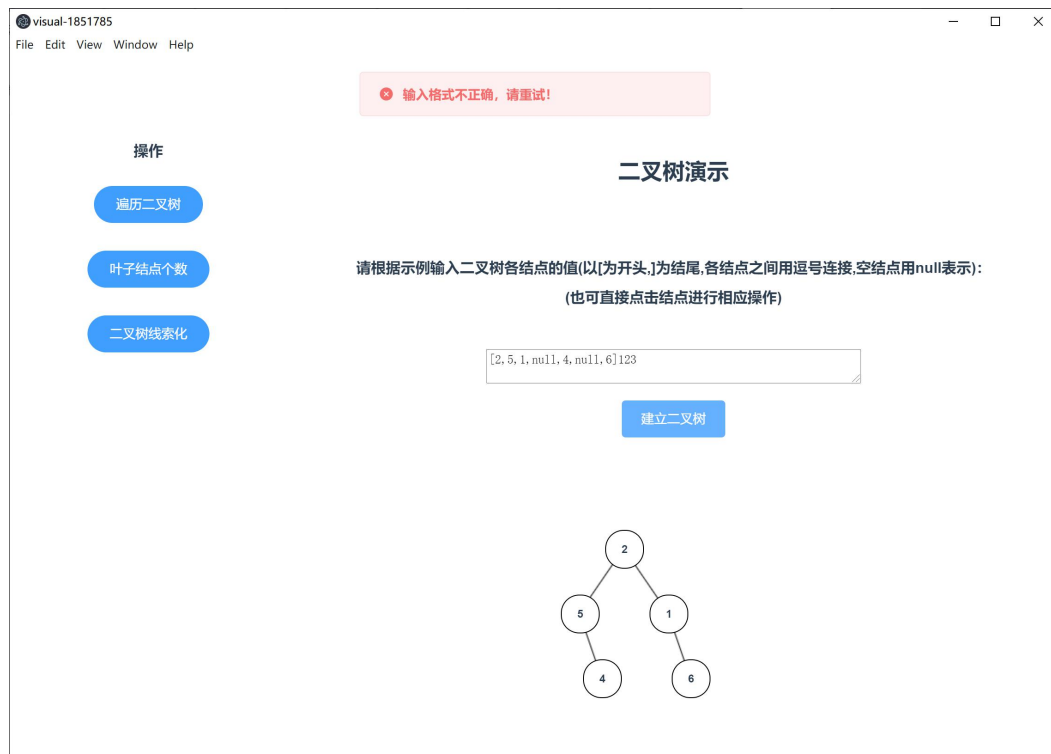 visual-1851785
File Edit View Window Help
输入格式不正确，请重试！
操作
二叉树演示
遍历二叉树
叶子结点个数
请根据示例输入二叉树各结点的值(以[为开头,]为结尾,各结点之间用逗号连接,空结点用null表示)：
(也可直接点击结点进行相应操作)
二叉树线索化
[2,5,1,null,4,null,6]123
建立二叉树
2
5 1
4 6